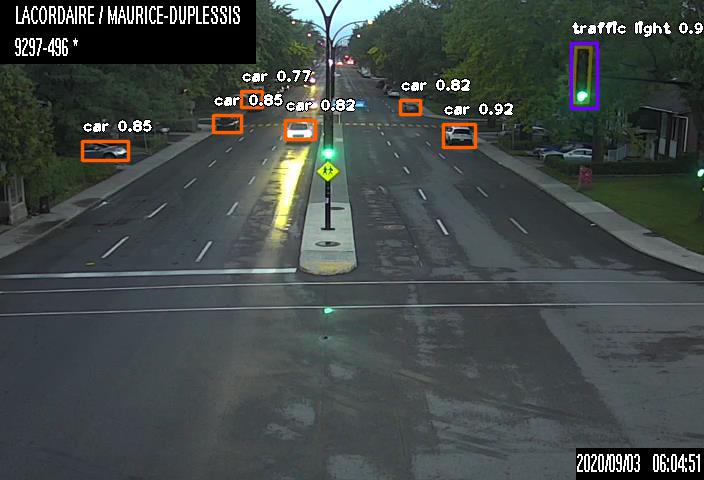 LACORDAIRE / MAURICE-DUPLESSIS
9297-496 *
traffic light 0.9
car 0.77
car 0.82
car 0.85
car 0.82
car 0.92
car 0.85
2020/09/03 06:04:51